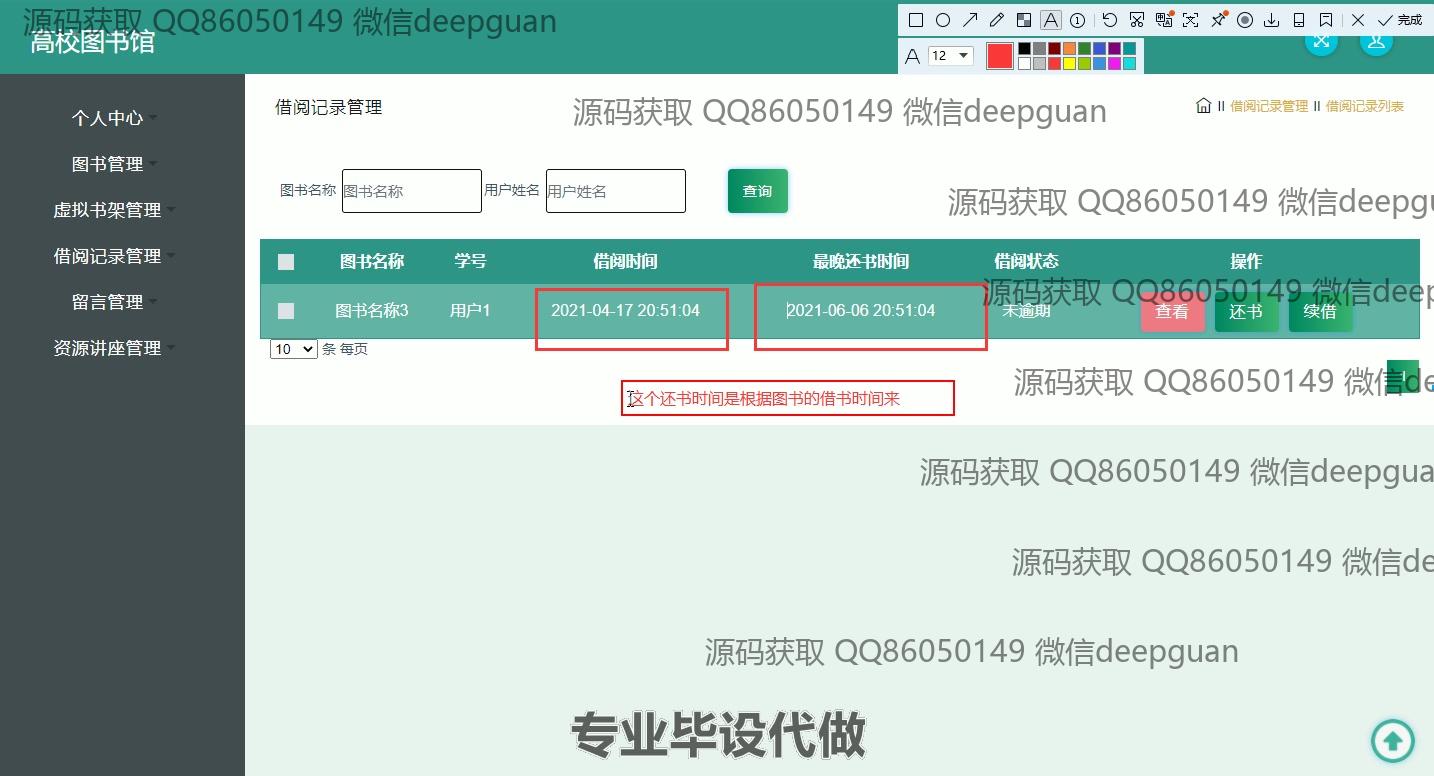 源码获取 QQ86050149 微信deepguan
高校图书馆
A
1
完成
A
12
个人中心
图书管理
虚拟书架管理
借阅记录管理
留言管理
资源讲座管理
借阅记录管理
源码获取 QQ86050149 微信deepguan
借阅记录管理
借阅记录列表
图书名称 图书名称 用户姓名 用户姓名 查询
源码获取 QQ86050149 微信deepgu
图书名称 学号 借阅时间 最晚还书时间 借阅状态 操作
源码获取 QQ86050149 微信deep
图书名称3 用户1 2021-04-17 20:51:04 2021-06-06 20:51:04 未逾期 查看 还书 续借
10 条 每页
源码获取 QQ86050149 微信de
1
这个还书时间是根据图书的借书时间来
源码获取 QQ86050149 微信deepgua
源码获取 QQ86050149 微信de
源码获取 QQ86050149 微信deepguan
专业毕设代做